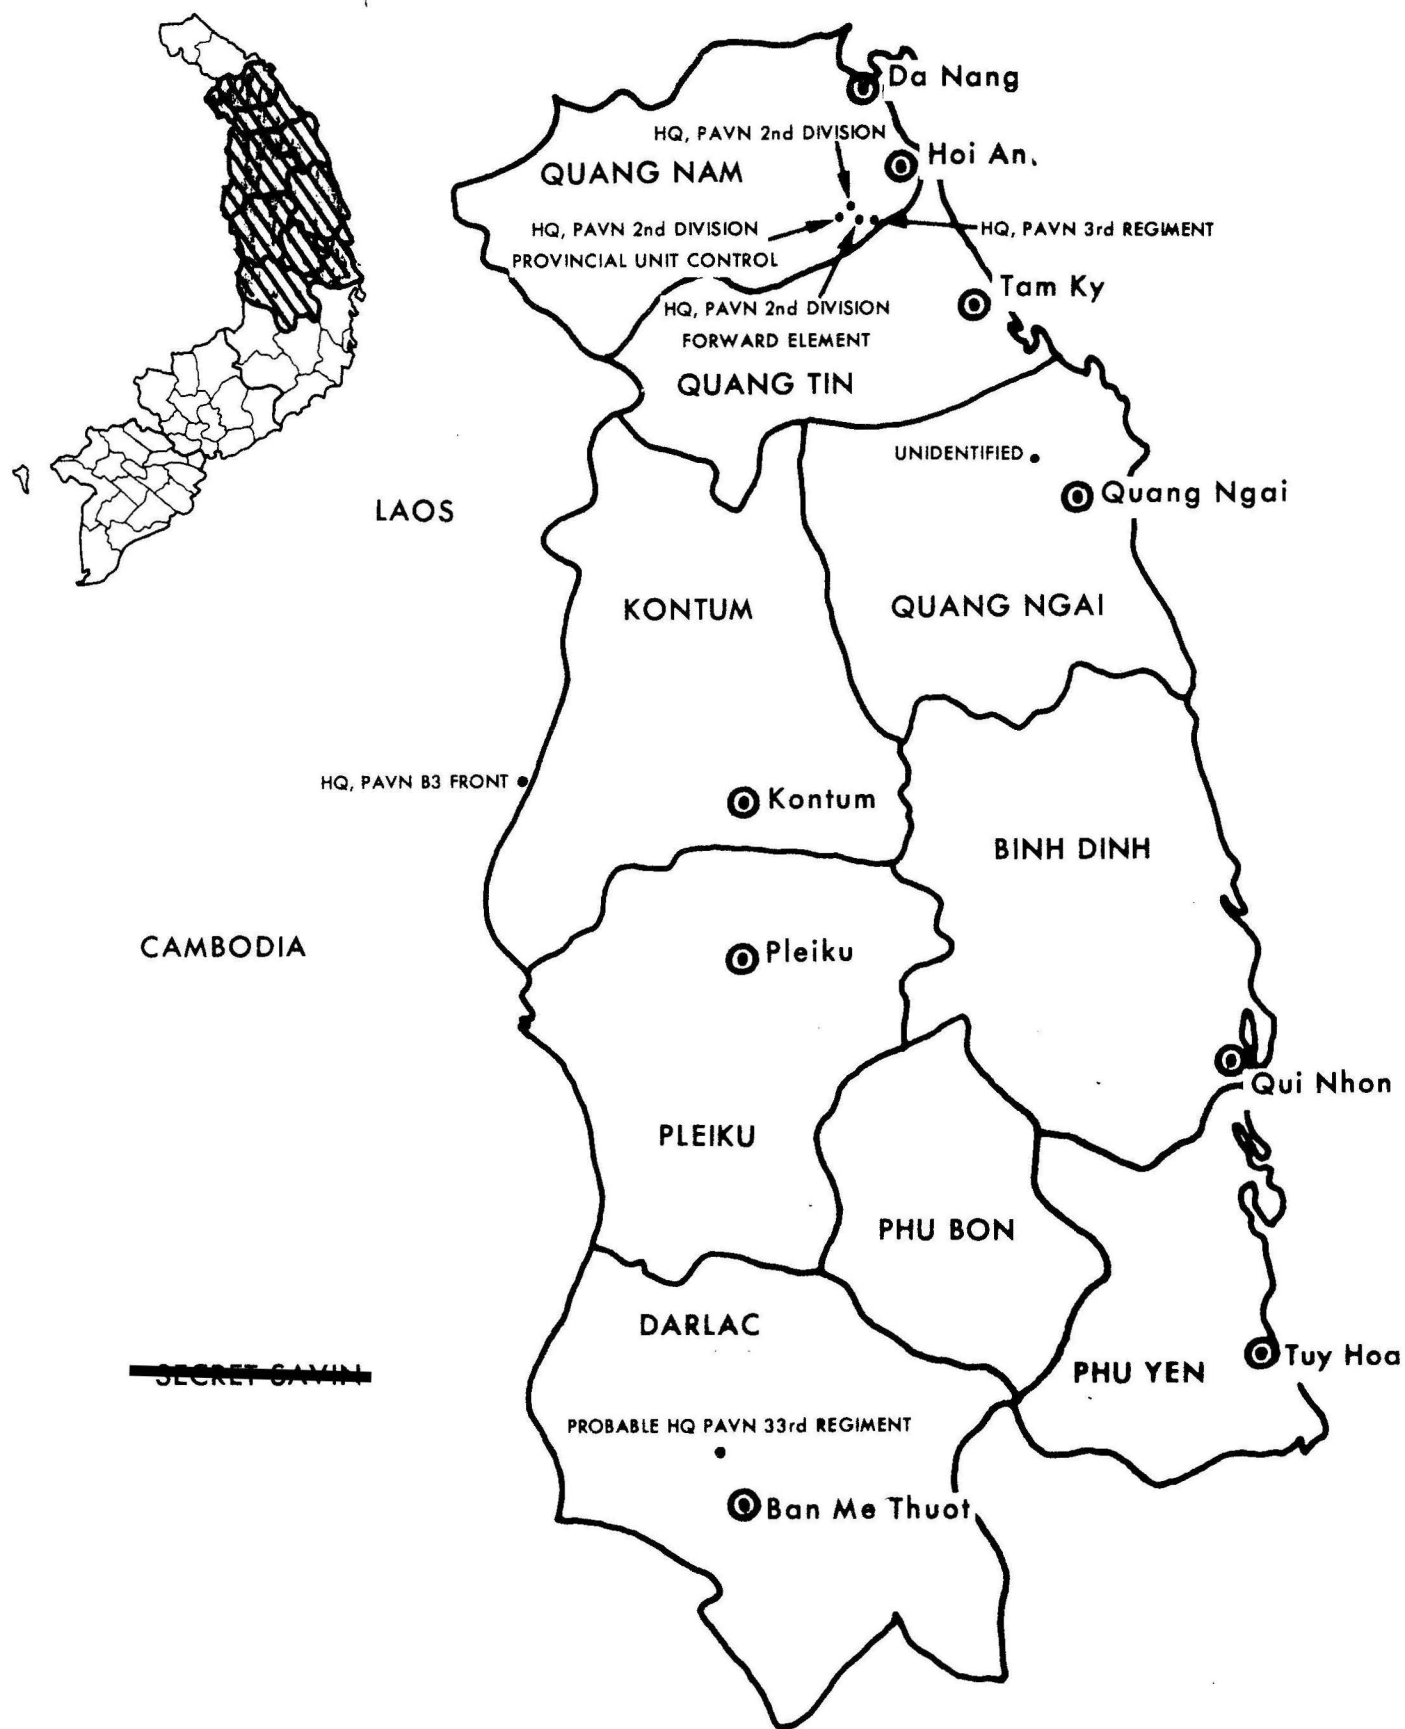 Da Nang
HQ, PAVN 2nd DIVISION
Hoi An.
QUANG NAM
HQ, PAVN 2nd DIVISION
PROVINCIAL UNIT CONTROL
HQ, PAVN 3rd REGIMENT
Tam Ky
HQ, PAVN 2nd DIVISION
FORWARD ELEMENT
QUANG TIN
UNIDENTIFIED
Quang Ngai
LAOS
KONTUM
QUANG NGAI
HQ, PAVN B3 FRONT
Kontum
BINH DINH
CAMBODIA
Pleiku
Qui Nhon
PLEIKU
PHU BON
DARLAC
SECRET SAVIN
PHU YEN
Tuy Hoa
PROBABLE HQ PAVN 33rd REGIMENT
Ban Me Thuot